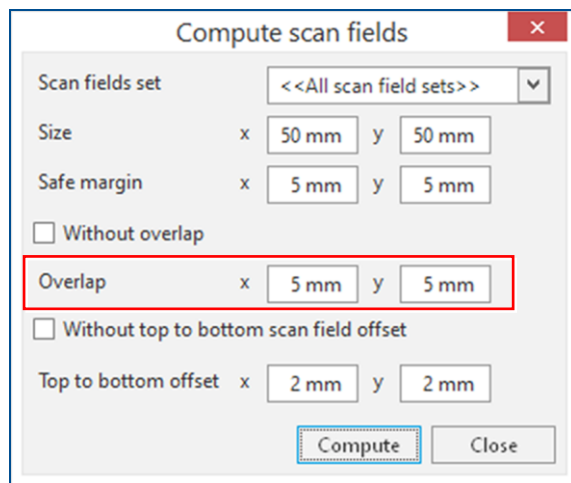 Compute scan fields
Scan fields set <<All scan field sets>>
Size x 50 mm y 50 mm
Safe margin x 5 mm y 5 mm
Without overlap
Overlap x 5 mm y 5 mm
Without top to bottom scan field offset
Top to bottom offset x 2 mm y 2 mm
Compute Close